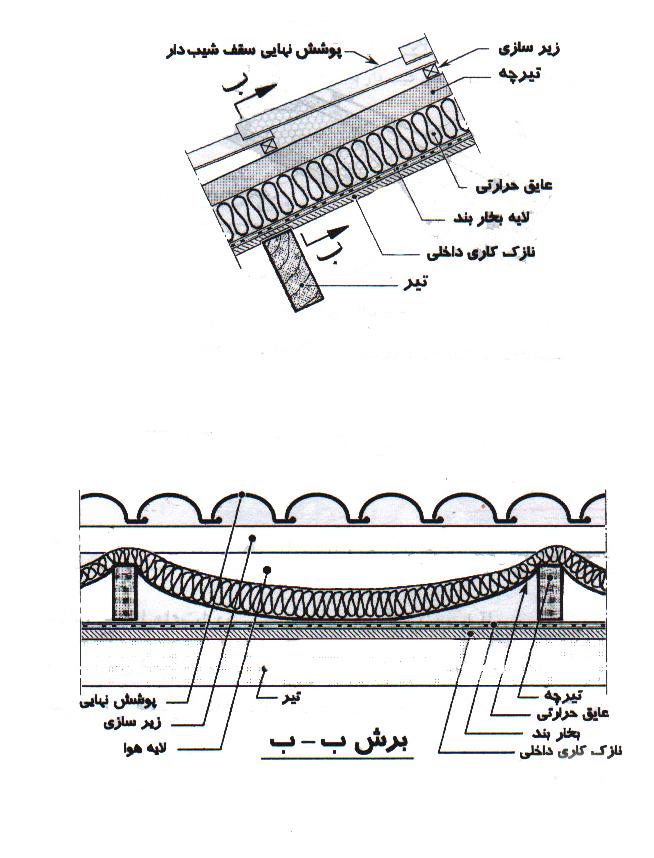 پوشش نهایی سقف شیب دار
زیر سازی
تیرچه
ب
عایق حرارتی
لایه بخار بند
ب
نازک کاری داخلی
تیر
پوشش نهایی
تیر
تیرچه
زیر سازی
عایق حرارتی
لایه هوا
بخار بند
نازک کاری داخلی
برش ب - ب